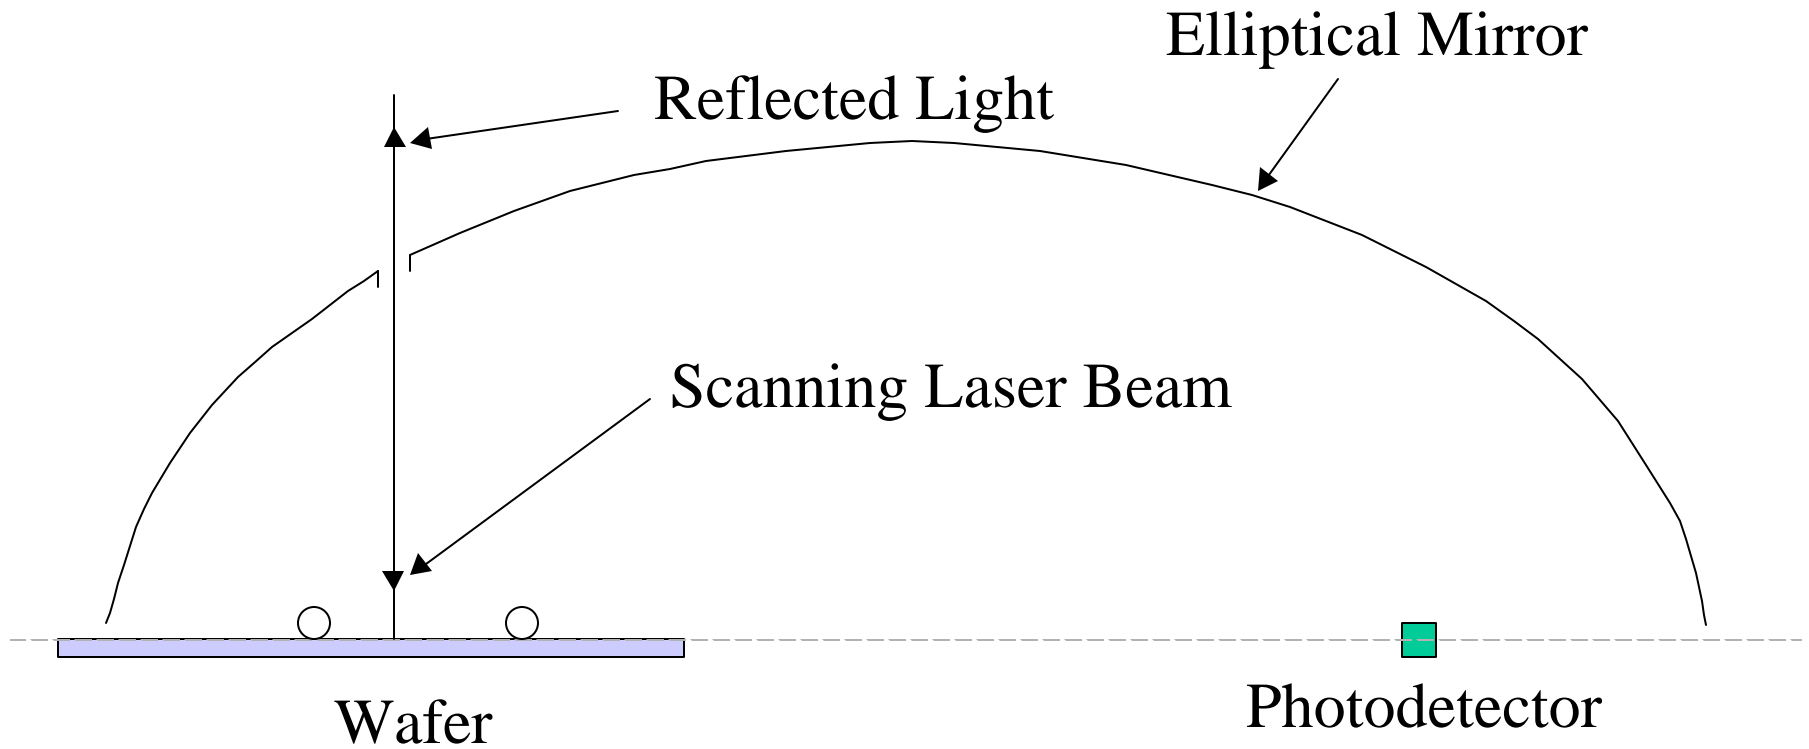 Elliptical Mirror
Reflected Light
Scanning Laser Beam
Photodetector
Wafer